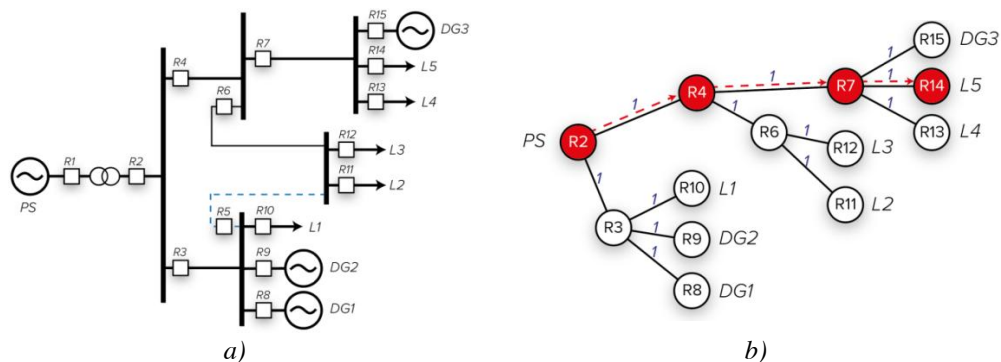 R15
DG3
R7
R14
L5
R4
R13
L4
R6
R12
L3
R11
L2
R1
R2
PS
R5
R10
L1
R3
R9
DG2
R8
DG1
a)
R15
DG3
1
1
1
R7
1
R14
L5
R4
1
1
R13
L4
1
R6
1
R12
L3
PS
R2
1
1
R11
L2
R10
L1
1
R3
1
R9
DG2
1
R8
DG1
b)